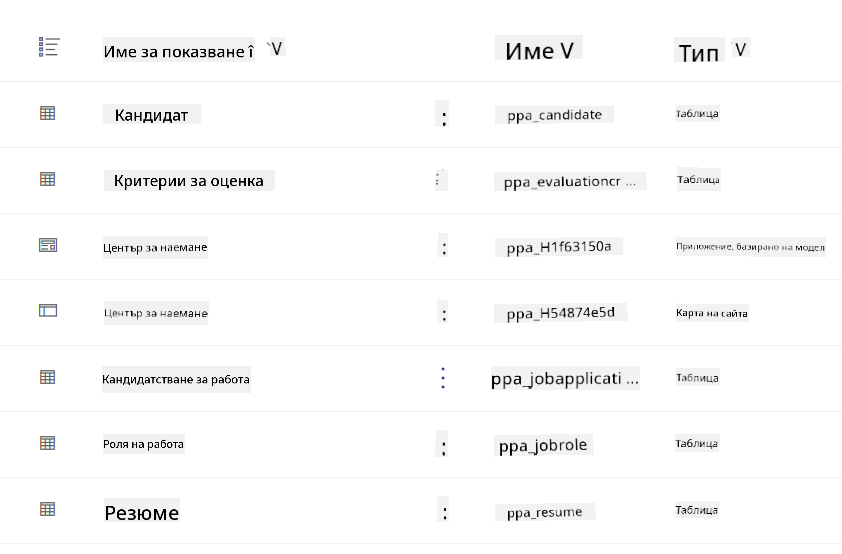 Име за показване î ˋV Име V Тип V
Кандидат : ppa_candidate Таблица
Критерии за оценка ⋮ ppa_evaluationcr ... Таблица
Център за наемане : ppa_H1f63150a Приложение, базирано на модел
Център за наемане : ppa_H54874e5d Карта на сайта
Кандидатстване за работа ⋮ ppa_jobapplicati ... Таблица
Роля на работа : ppa_jobrole Таблица
Резюме : ppa_resume Таблица